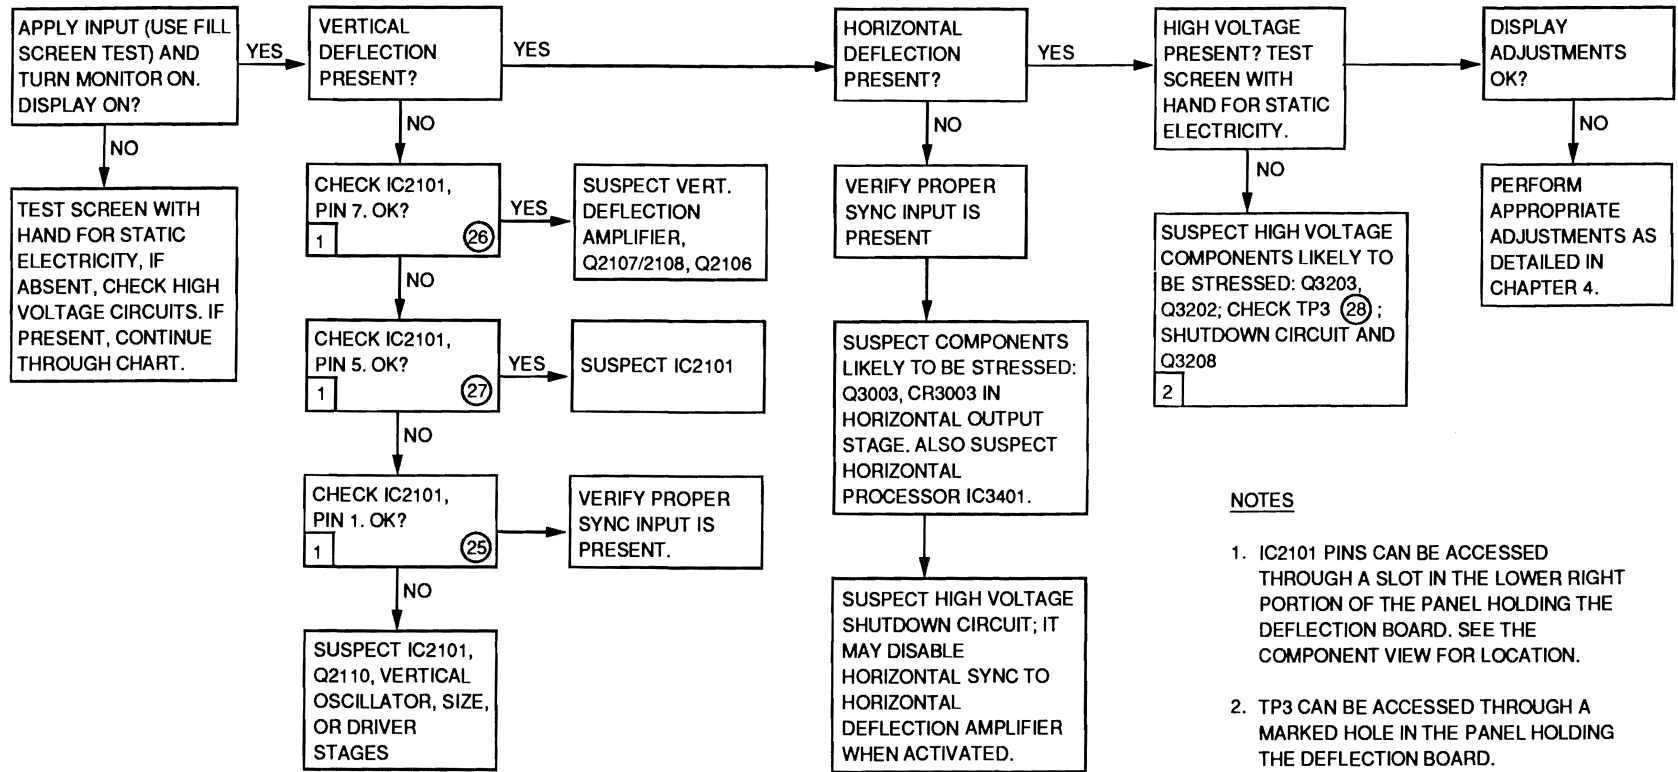 APPLY INPUT (USE FILL
SCREEN TEST) AND
TURN MONITOR ON.
DISPLAY ON?
YES
VERTICAL
DEFLECTION
PRESENT?
YES
HORIZONTAL
DEFLECTION
PRESENT?
YES
HIGH VOLTAGE
PRESENT? TEST
SCREEN WITH
HAND FOR STATIC
ELECTRICITY.
DISPLAY
ADJUSTMENTS
OK?
NO
TEST SCREEN WITH
HAND FOR STATIC
ELECTRICITY, IF
ABSENT, CHECK HIGH
VOLTAGE CIRCUITS. IF
PRESENT, CONTINUE
THROUGH CHART.
NO
CHECK IC2101,
PIN 7. OK?
1
26
YES
SUSPECT VERT.
DEFLECTION
AMPLIFIER,
Q2107/2108, Q2106
NO
CHECK IC2101,
PIN 5. OK?
1
27
YES
SUSPECT IC2101
NO
CHECK IC2101,
PIN 1. OK?
1
25
VERIFY PROPER
SYNC INPUT IS
PRESENT.
NO
SUSPECT IC2101,
Q2110, VERTICAL
OSCILLATOR, SIZE,
OR DRIVER
STAGES
NO
VERIFY PROPER
SYNC INPUT IS
PRESENT
SUSPECT COMPONENTS
LIKELY TO BE STRESSED:
Q3003, CR3003 IN
HORIZONTAL OUTPUT
STAGE. ALSO SUSPECT
HORIZONTAL
PROCESSOR IC3401.
SUSPECT HIGH VOLTAGE
SHUTDOWN CIRCUIT; IT
MAY DISABLE
HORIZONTAL SYNC TO
HORIZONTAL
DEFLECTION AMPLIFIER
WHEN ACTIVATED.
NO
SUSPECT HIGH VOLTAGE
COMPONENTS LIKELY TO
BE STRESSED: Q3203,
Q3202; CHECK TP3 28 ;
SHUTDOWN CIRCUIT AND
Q3208
2
NO
PERFORM
APPROPRIATE
ADJUSTMENTS AS
DETAILED IN
CHAPTER 4.
NOTES
1. IC2101 PINS CAN BE ACCESSED
THROUGH A SLOT IN THE LOWER RIGHT
PORTION OF THE PANEL HOLDING THE
DEFLECTION BOARD. SEE THE
COMPONENT VIEW FOR LOCATION.
2. TP3 CAN BE ACCESSED THROUGH A
MARKED HOLE IN THE PANEL HOLDING
THE DEFLECTION BOARD.